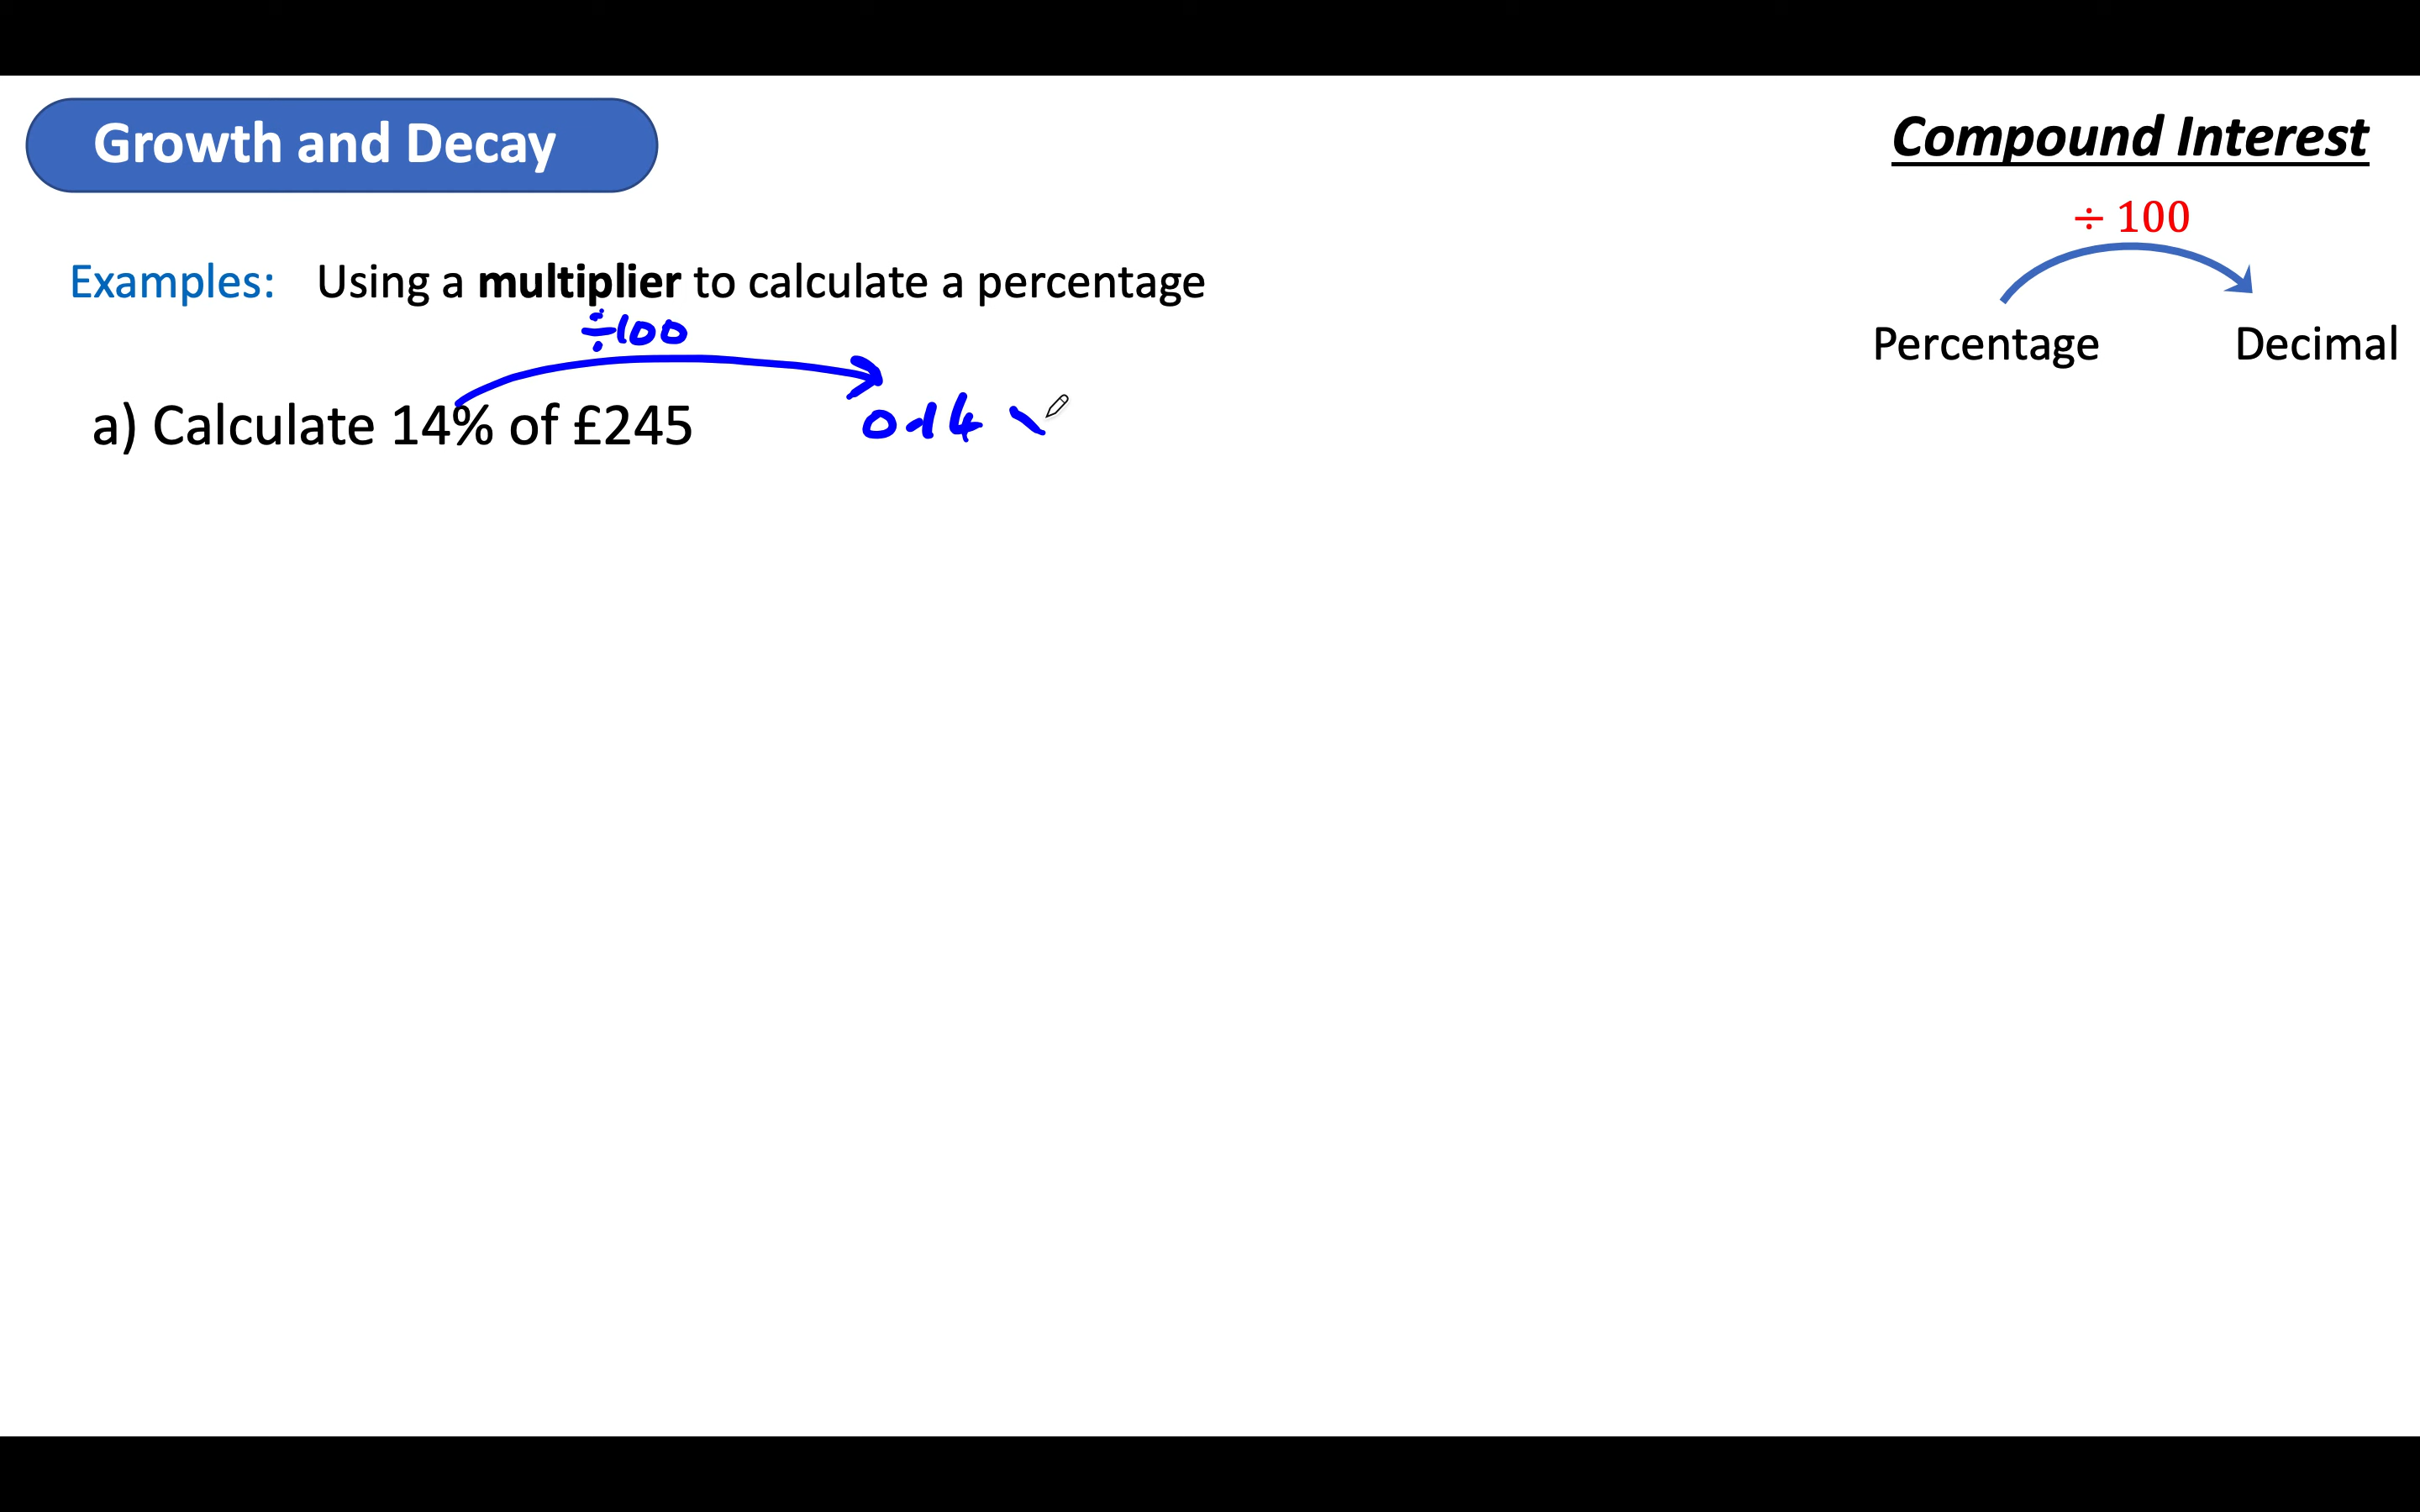 Growth and Decay
Compound Interest
÷ 100
Percentage Decimal
Examples: Using a multiplier to calculate a percentage
÷100
a) Calculate 14% of £245 0.14